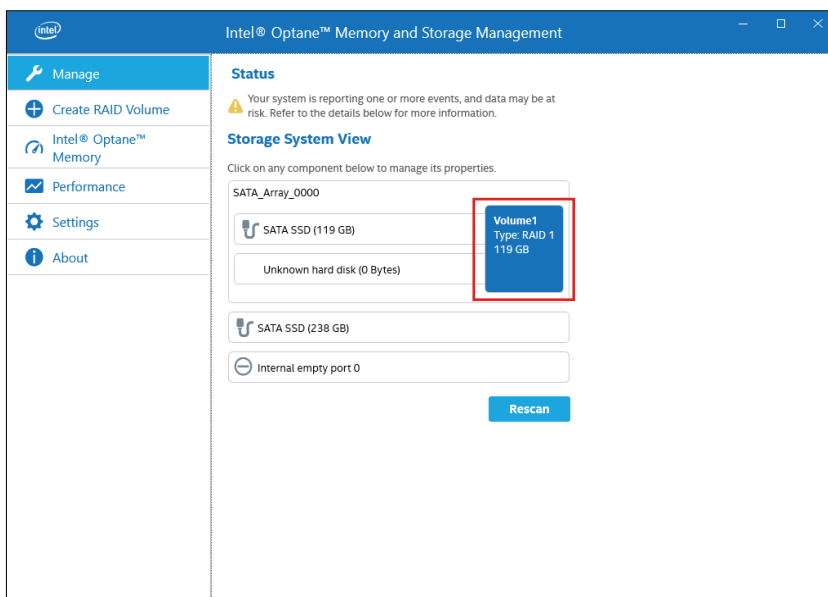 intel
Intel® Optane™ Memory and Storage Management
Manage
Create RAID Volume
Intel® Optane™
Memory
Performance
Settings
About
Status
Your system is reporting one or more events, and data may be at
risk. Refer to the details below for more information.
Storage System View
Click on any component below to manage its properties.
SATA_Array_0000
SATA SSD (119 GB)
Unknown hard disk (0 Bytes)
Volume1
Type: RAID 1
119 GB
SATA SSD (238 GB)
Internal empty port 0
Rescan